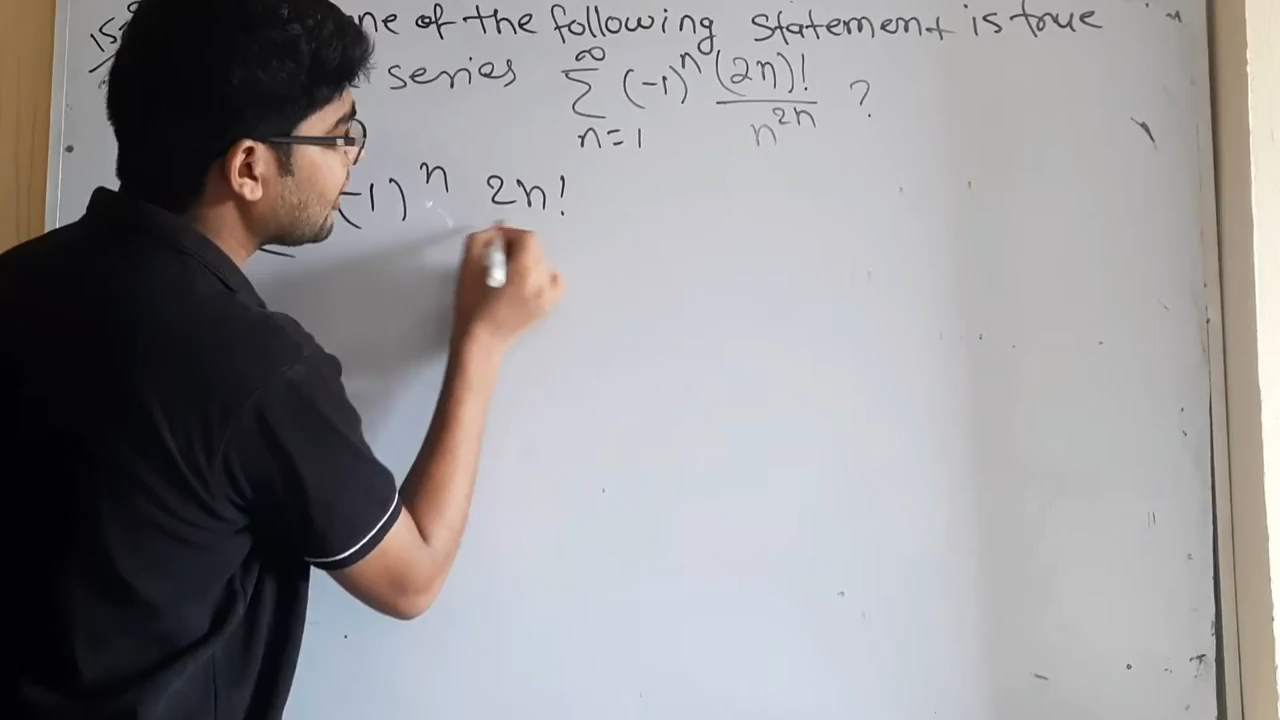 15 ne of the following statement is true
series ∞ Σ n=1 (-1)^n (2n)! / n^2n ?
(-1)^n 2n!